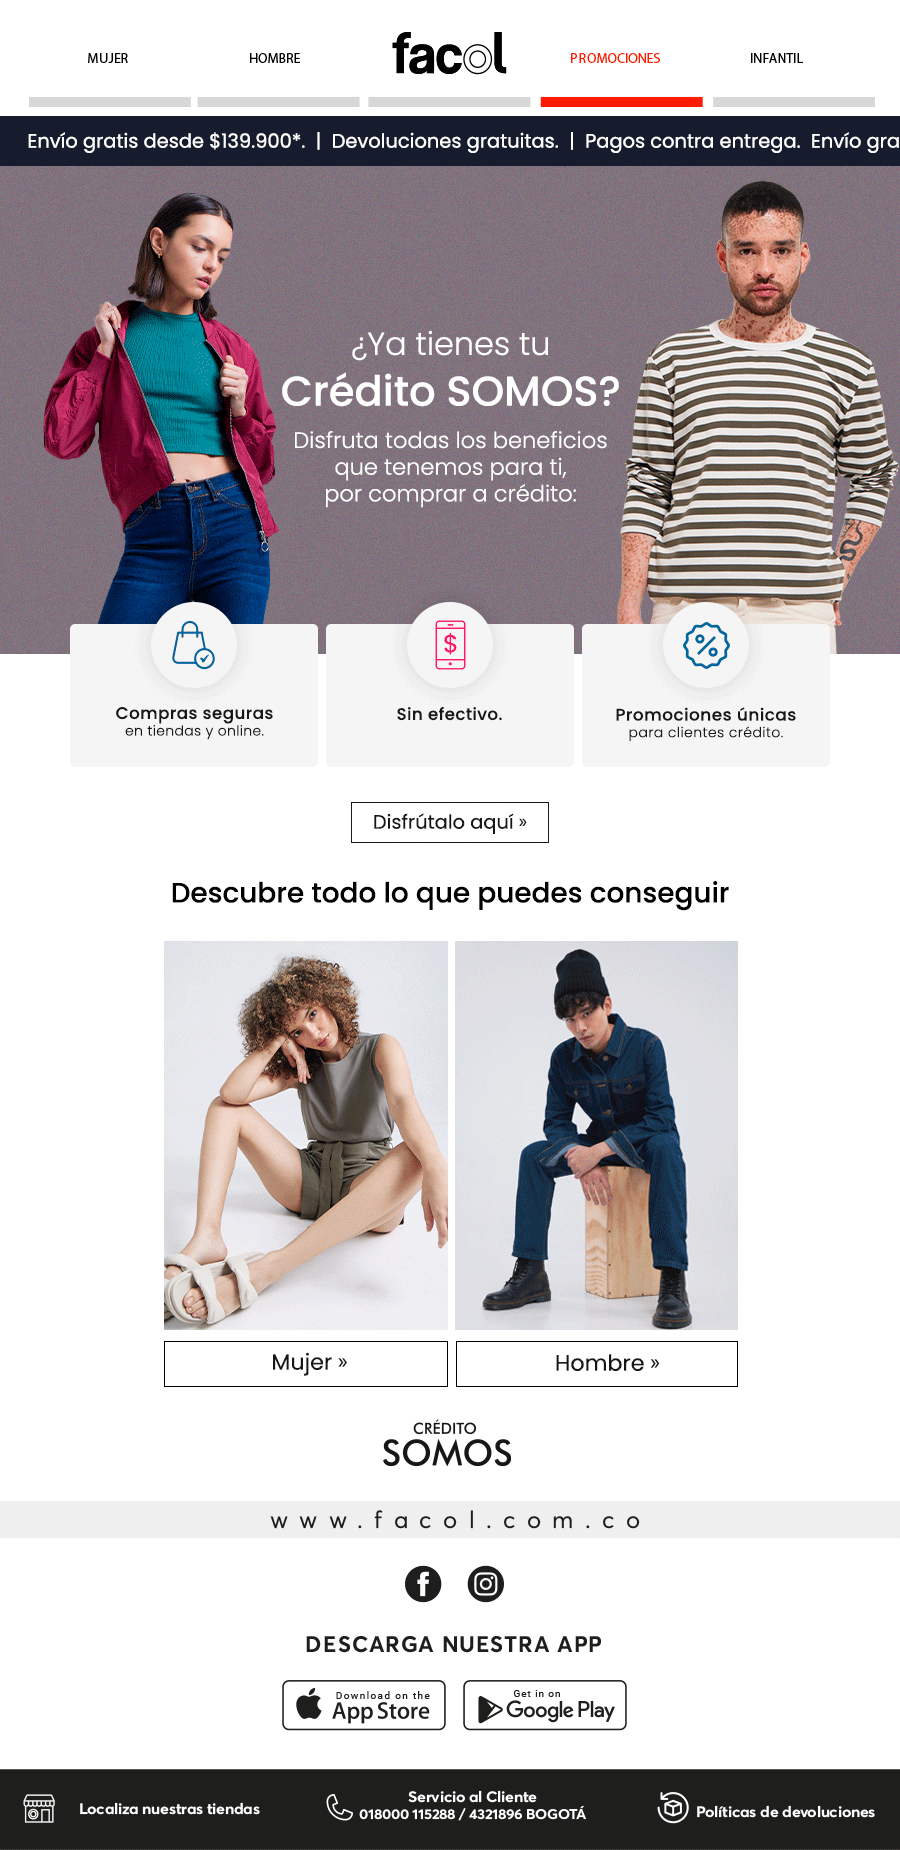 facol
MUJER
HOMBRE
PROMOCIONES
INFANTIL
Envío gratis desde $139.900*. | Devoluciones gratuitas. | Pagos contra entrega. Envío gra
¿Ya tienes tu
Crédito SOMOS?
Disfruta todas los beneficios
que tenemos para ti,
por comprar a crédito:
$
%
Compras seguras
en tiendas y online.
Sin efectivo.
Promociones únicas
para clientes crédito.
Disfrútalo aquí »
Descubre todo lo que puedes conseguir
Mujer »
Hombre »
CRÉDITO
SOMOS
www.facol.com.co
DESCARGA NUESTRA APP
Download on the
App Store
Get in on
Google Play
Localiza nuestras tiendas
Servicio al Cliente
018000 115288 / 4321896 BOGOTÁ
Políticas de devoluciones